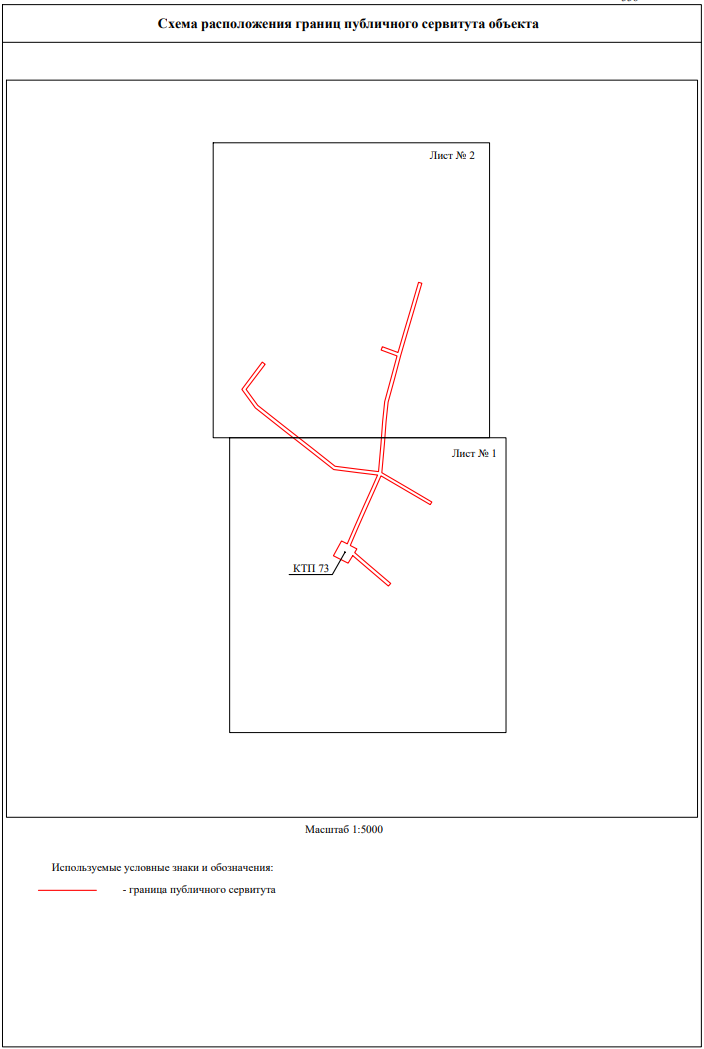 Схема расположения границ публичного сервитута объекта
Лист № 2
Лист № 1
КТП 73
Масштаб 1:5000
Используемые условные знаки и обозначения:
- граница публичного сервитута